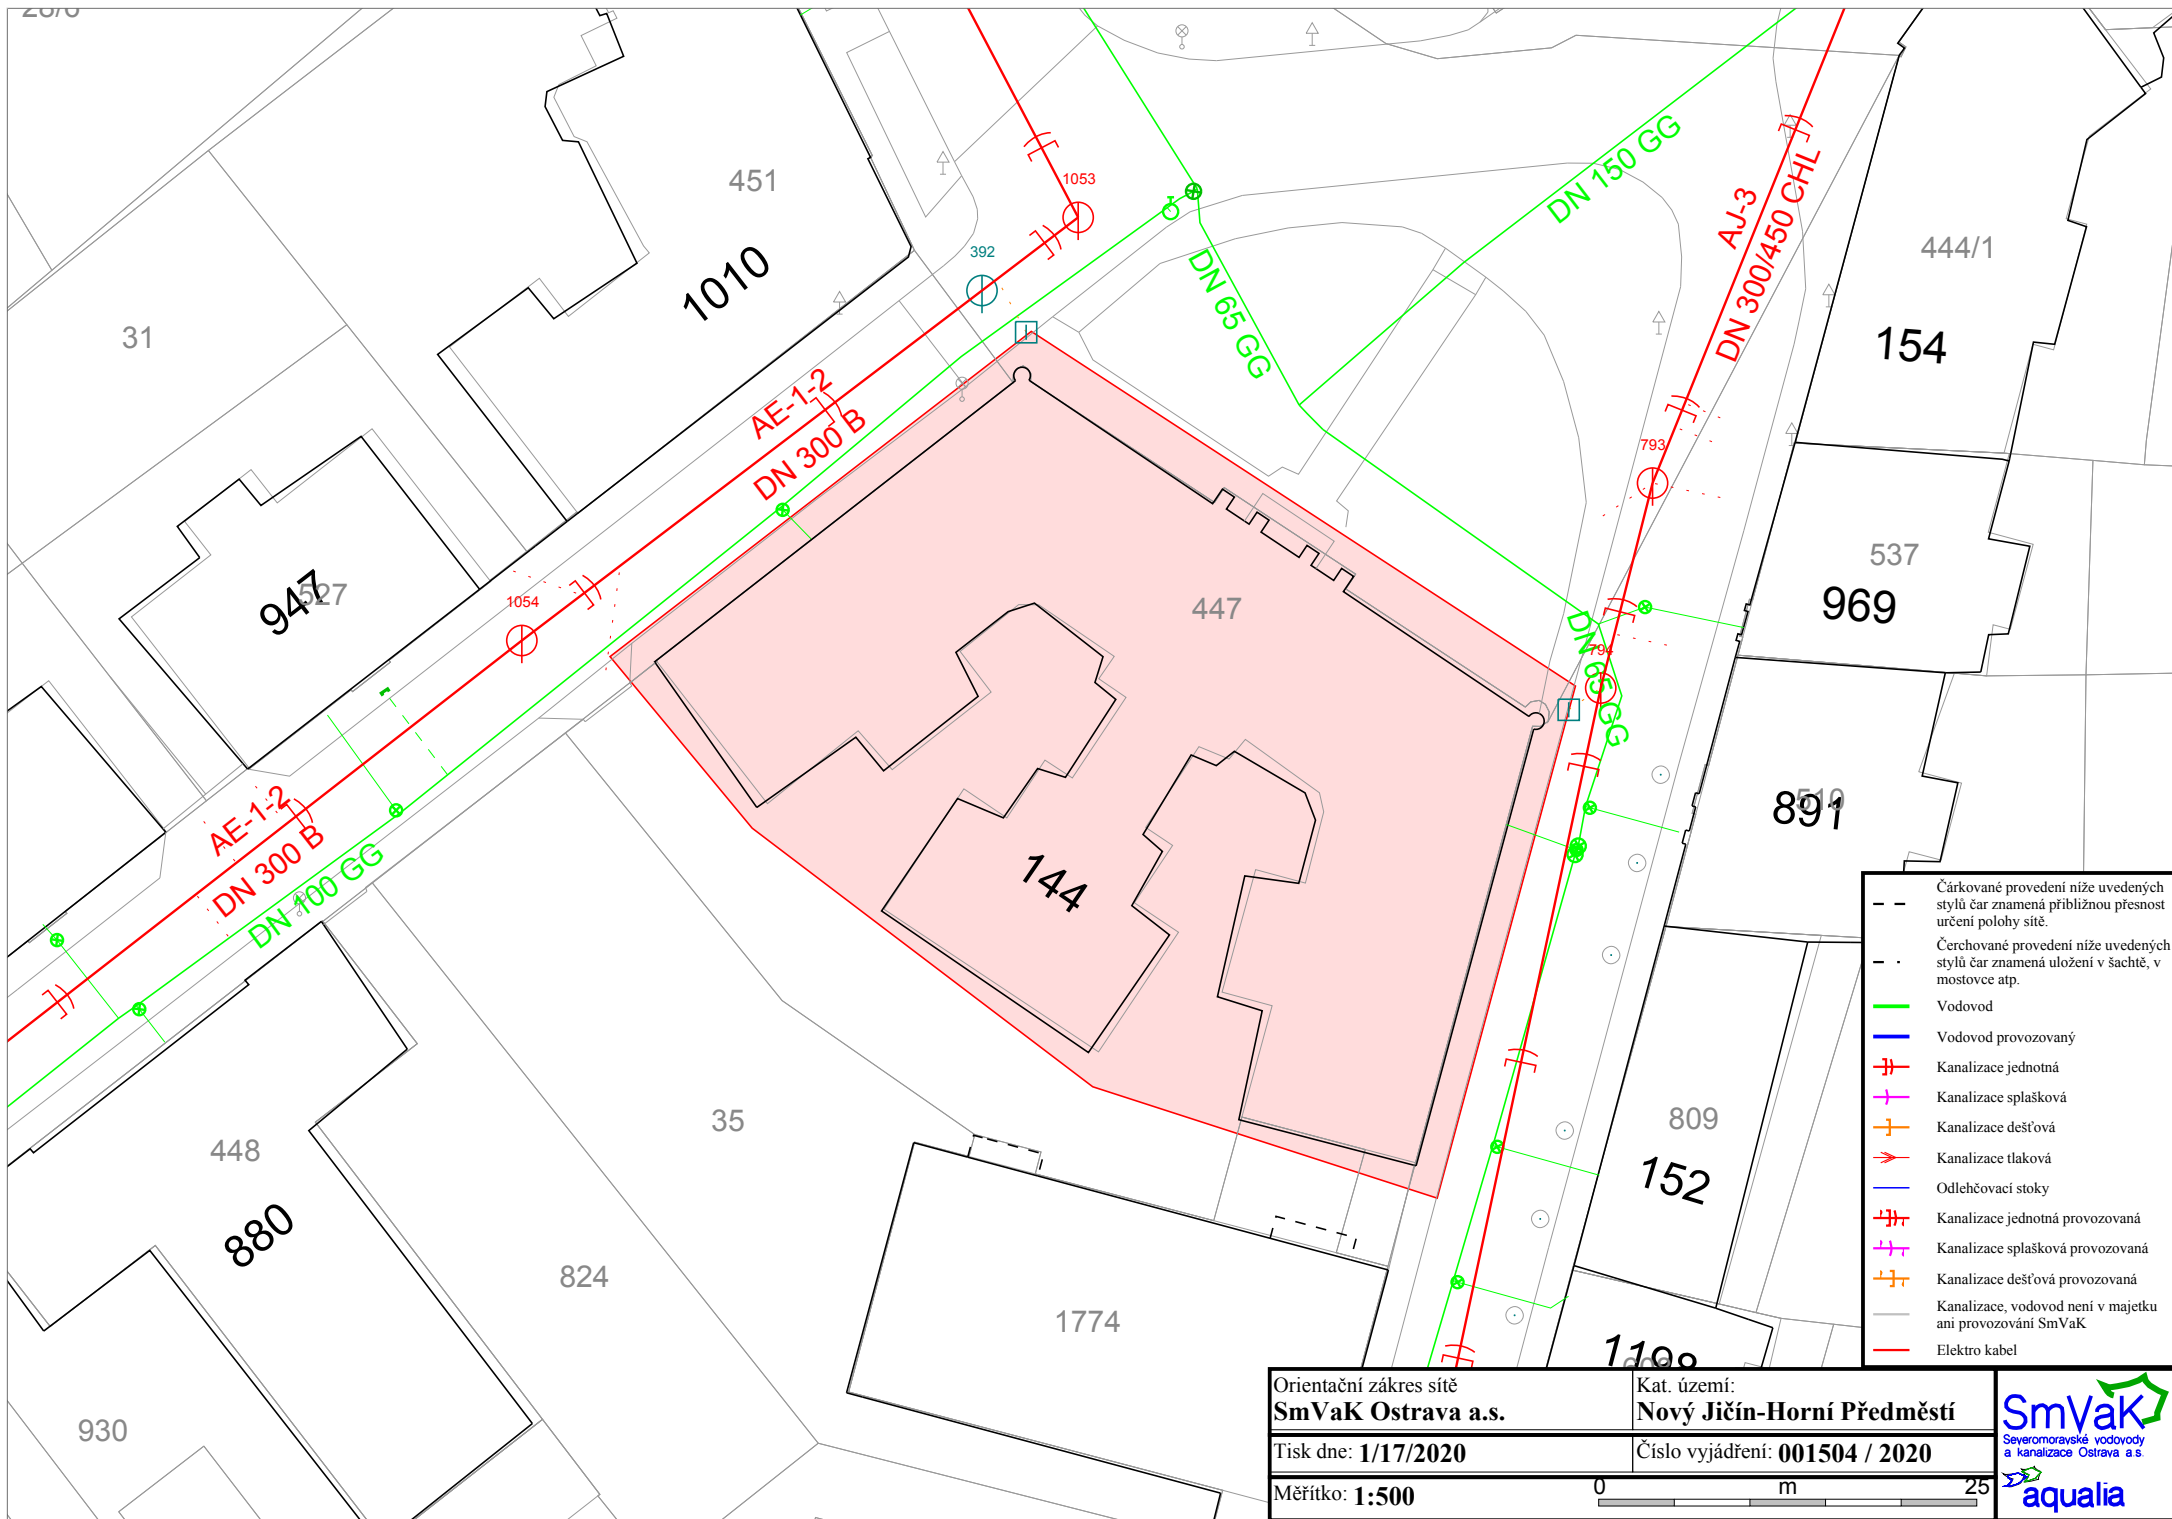 28/6
451
1053
DN 150 GG
AJ-3
DN 300/450 CHL
444/1
392
1010
DN 65 GG
31
154
AE-1-2
DN 300 B
793
537
969
947
527
1054
447
DN 65 GG
794
510
891
AE-1-2
DN 300 B
DN 100 GG
144
35
448
880
824
809
152
1774
1198
930
Čárkované provedení níže uvedených
stylů čar znamená přibližnou přesnost
určení polohy sítě.
Čerchované provedení níže uvedených
stylů čar znamená uložení v šachtě, v
mostovce atp.
Vodovod
Vodovod provozovaný
Kanalizace jednotná
Kanalizace splašková
Kanalizace dešťová
Kanalizace tlaková
Odlehčovací stoky
Kanalizace jednotná provozovaná
Kanalizace splašková provozovaná
Kanalizace dešťová provozovaná
Kanalizace, vodovod není v majetku
ani provozování SmVaK
Elektro kabel
Orientační zákres sítě
SmVaK Ostrava a.s.
Kat. území:
Nový Jičín-Horní Předměstí
Tisk dne: 1/17/2020
Číslo vyjádření: 001504 / 2020
Měřítko: 1:500
0 m 25
SmVaK
Severomoravské vodovody
a kanalizace Ostrava a.s.
aqualia